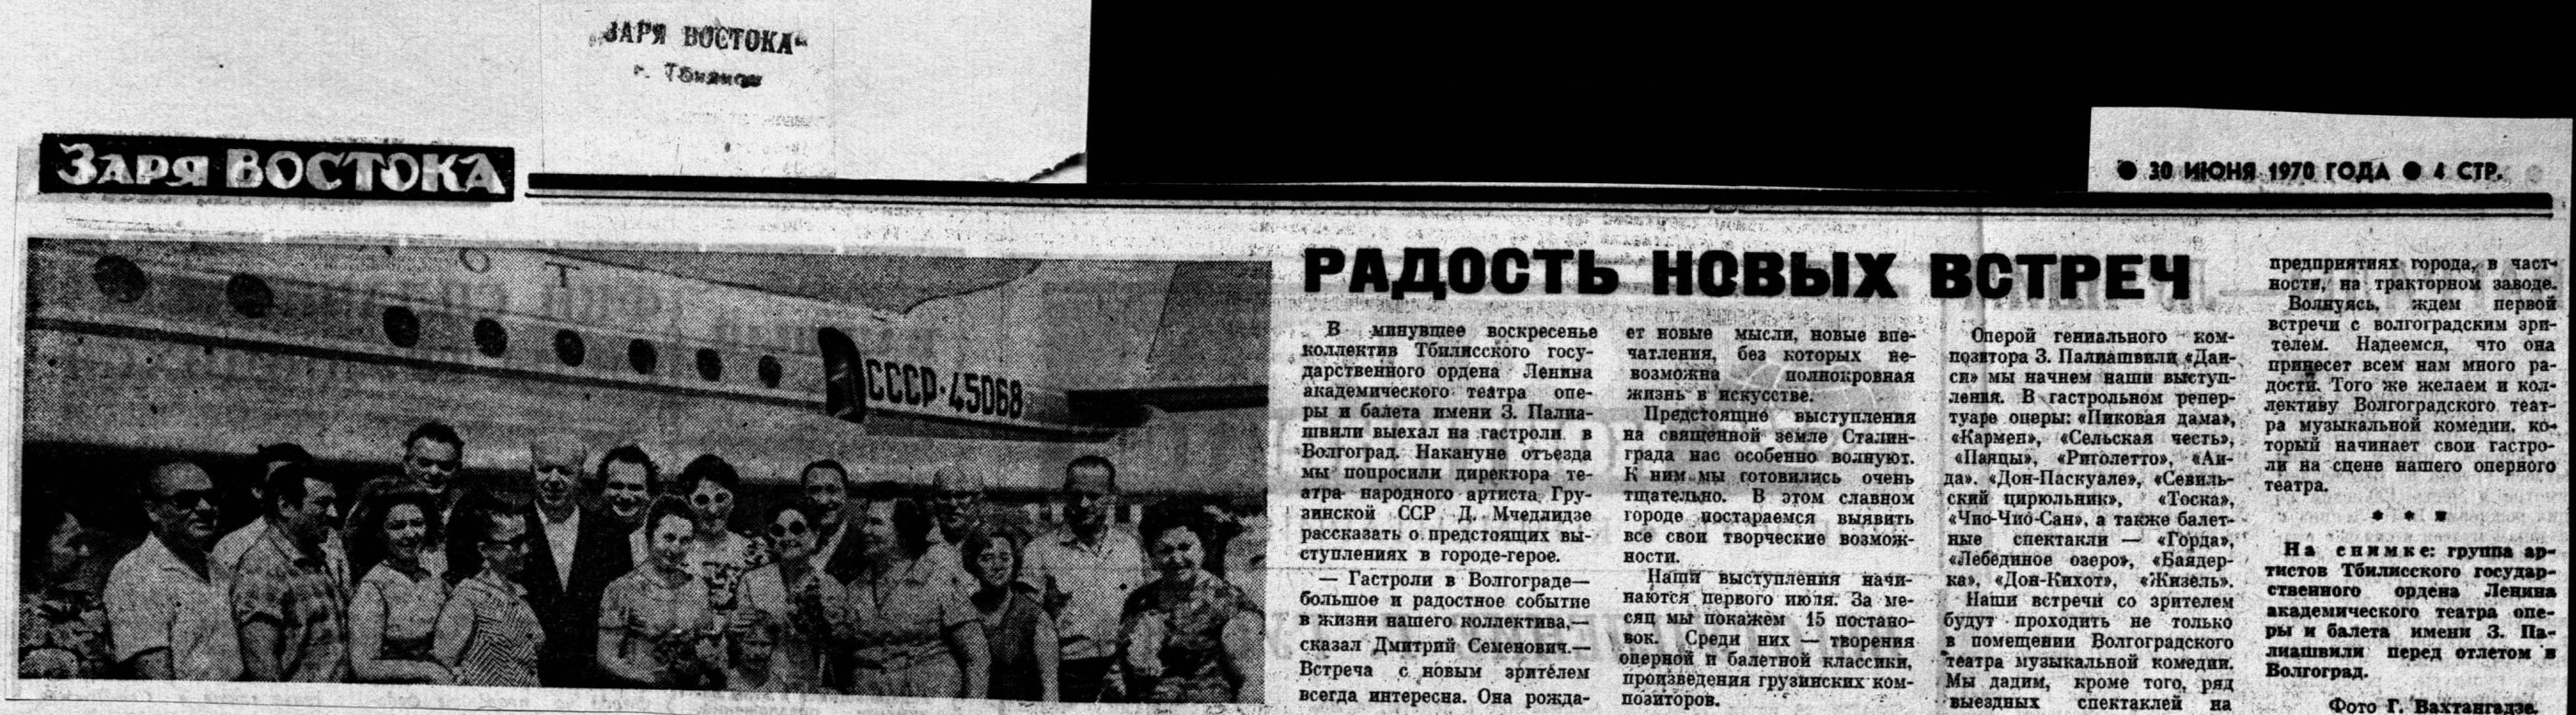 „ЗАРЯ ВОСТОКА“
г. Тбилиси
ЗАРЯ ВОСТОКА
● 30 ИЮНЯ 1970 ГОДА ● 4 СТР.
О Т
СССР-45068
РАДОСТЬ НОВЫХ ВСТРЕЧ
В минувшее воскресенье
коллектив Тбилисского госу-
дарственного ордена Ленина
академического театра опе-
ры и балета имени З. Палиа-
швили выехал на гастроли в
Волгоград. Накануне отъезда
мы попросили директора те-
атра народного артиста Гру-
зинской ССР Д. Мчедлидзе
рассказать о предстоящих вы-
ступлениях в городе-герое.
— Гастроли в Волгограде—
большое и радостное событие
в жизни нашего коллектива,—
сказал Дмитрий Семенович.—
Встреча с новым зрителем
всегда интересна. Она рожда-
ет новые мысли, новые впе-
чатления, без которых не-
возможна полнокровная
жизнь в искусстве.
Предстоящие выступления
на священной земле Сталин-
града нас особенно волнуют.
К ним мы готовились очень
тщательно. В этом славном
городе постараемся выявить
все свои творческие возмож-
ности.
Наши выступления начи-
наются первого июля. За ме-
сяц мы покажем 15 постано-
вок. Среди них — творения
оперной и балетной классики,
произведения грузинских ком-
позиторов.
Оперой гениального ком-
позитора З. Палиашвили «Даи-
си» мы начнем наши выступ-
ления. В гастрольном репер-
туаре оперы: «Пиковая дама»,
«Кармен», «Сельская честь»,
«Паяцы», «Риголетто», «Аи-
да», «Дон-Паскуале», «Севиль-
ский цирюльник», «Тоска»,
«Чио-Чио-Сан», а также балет-
ные спектакли — «Горда»,
«Лебединое озеро», «Баядер-
ка», «Дон-Кихот», «Жизель».
Наши встречи со зрителем
будут проходить не только
в помещении Волгоградского
театра музыкальной комедии.
Мы дадим, кроме того, ряд
выездных спектаклей на
предприятиях города, в част-
ности, на тракторном заводе.
Волнуясь, ждем первой
встречи с волгоградским зри-
телем. Надеемся, что она
принесет всем нам много ра-
дости. Того же желаем и кол-
лективу Волгоградского теат-
ра музыкальной комедии, ко-
торый начинает свои гастро-
ли на сцене нашего оперного
театра.
* * *
На снимке: группа ар-
тистов Тбилисского государ-
ственного ордена Ленина
академического театра опе-
ры и балета имени З. Па-
лиашвили перед отлетом в
Волгоград.
Фото Г. Вахтангадзе.